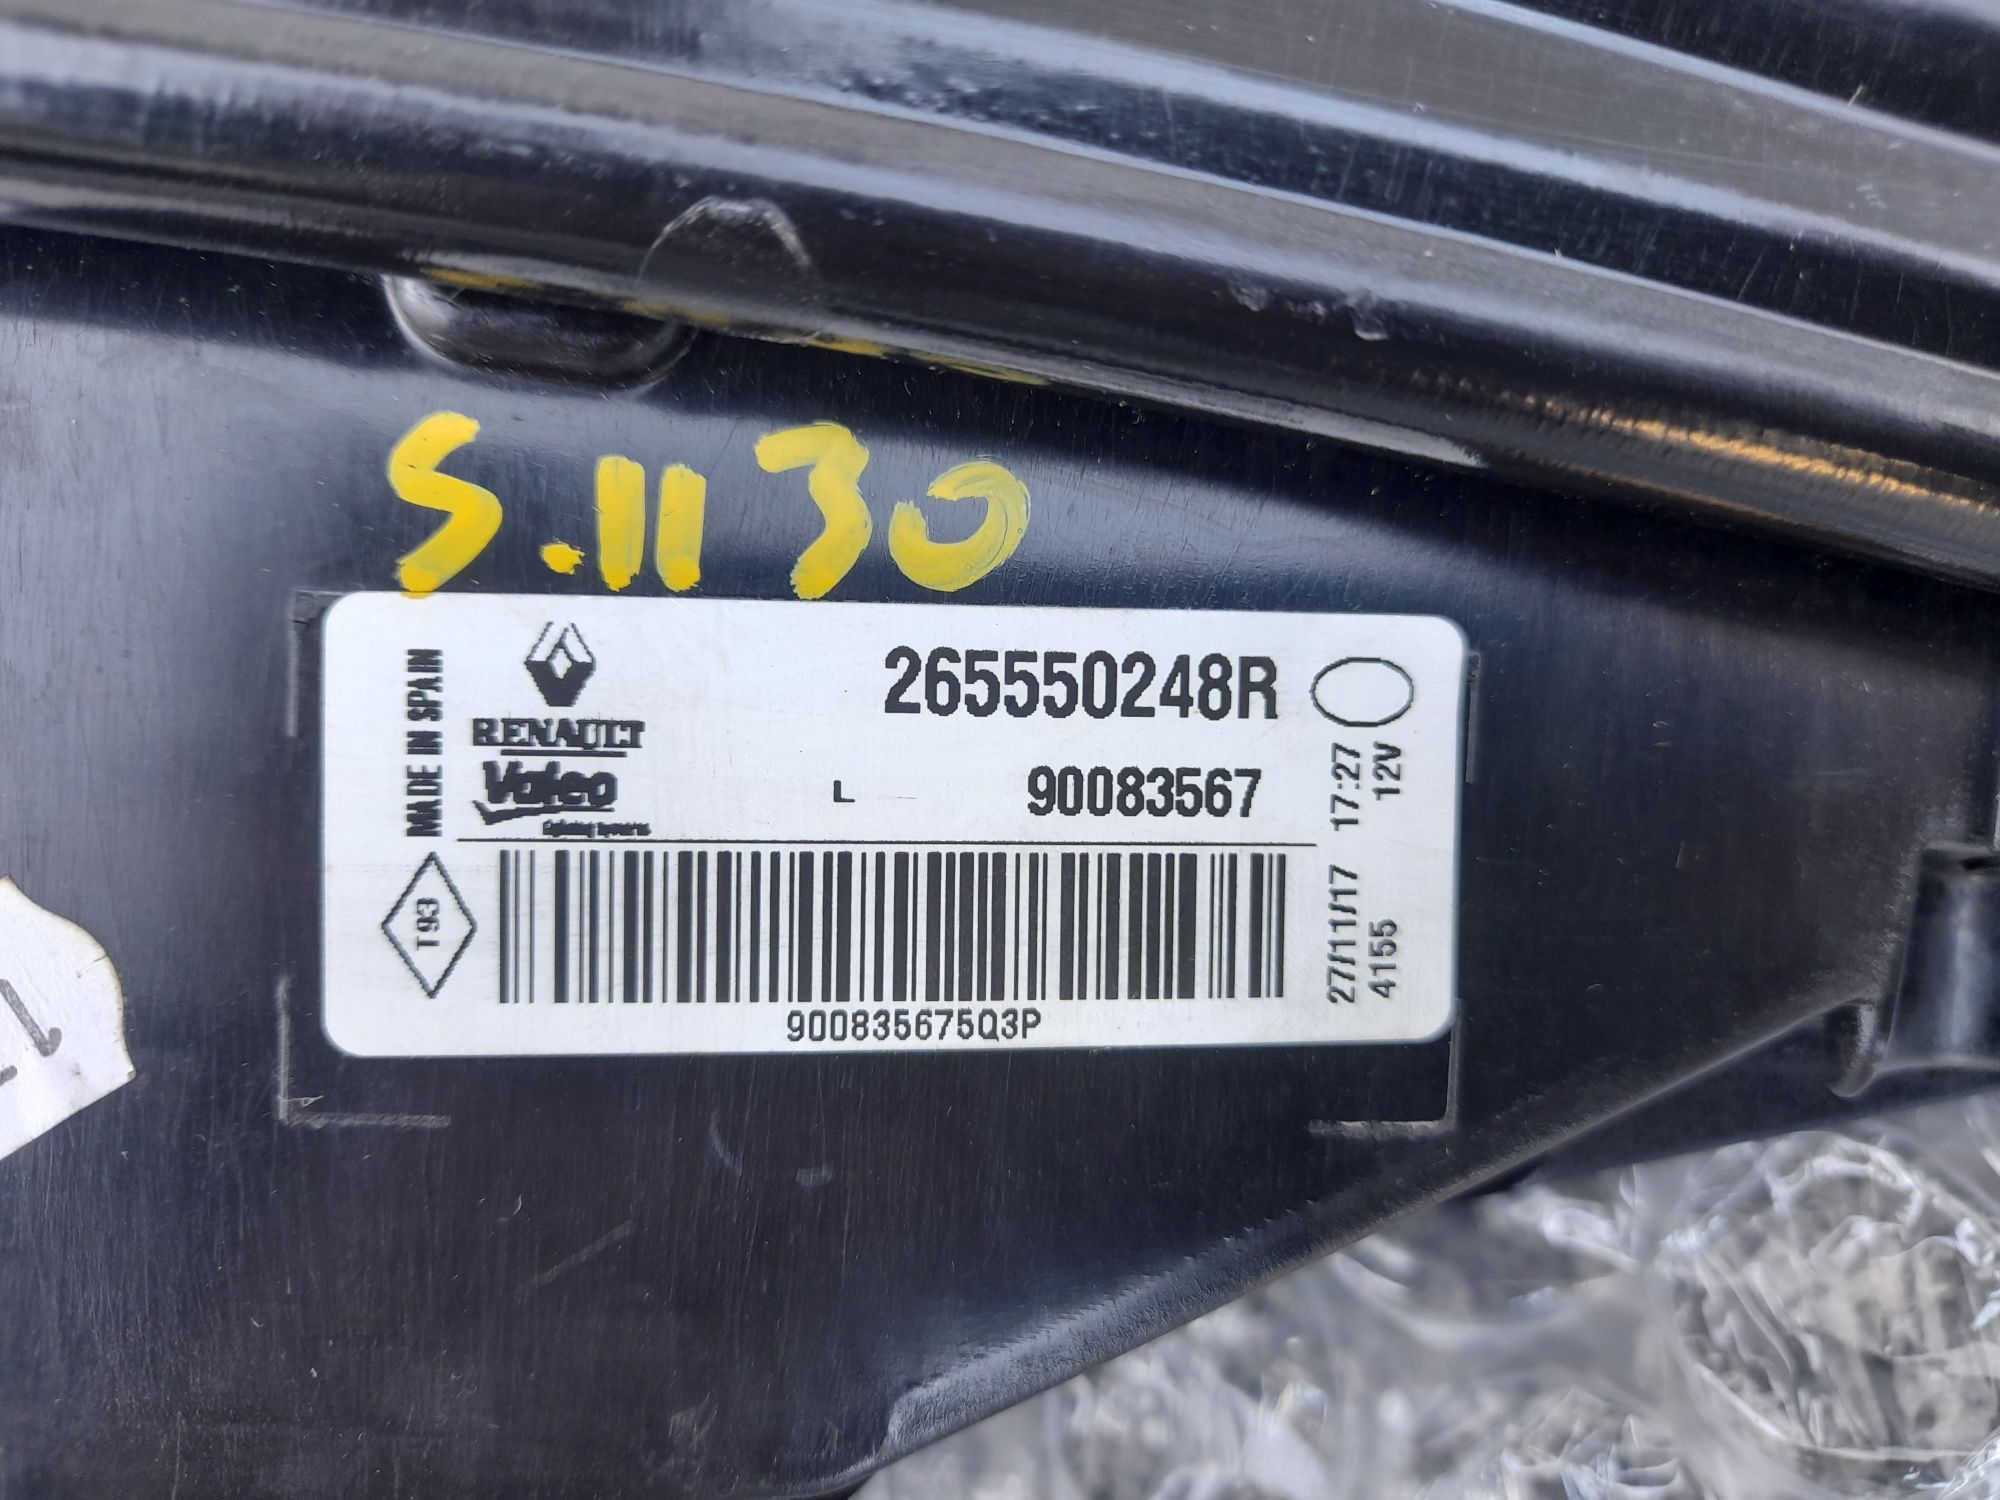 S.1130
MADE IN SPAIN
RENAULT
265550248R
Valeo
L
90083567
17:27
12V
T93
27/11/17
4155
900835675Q3P